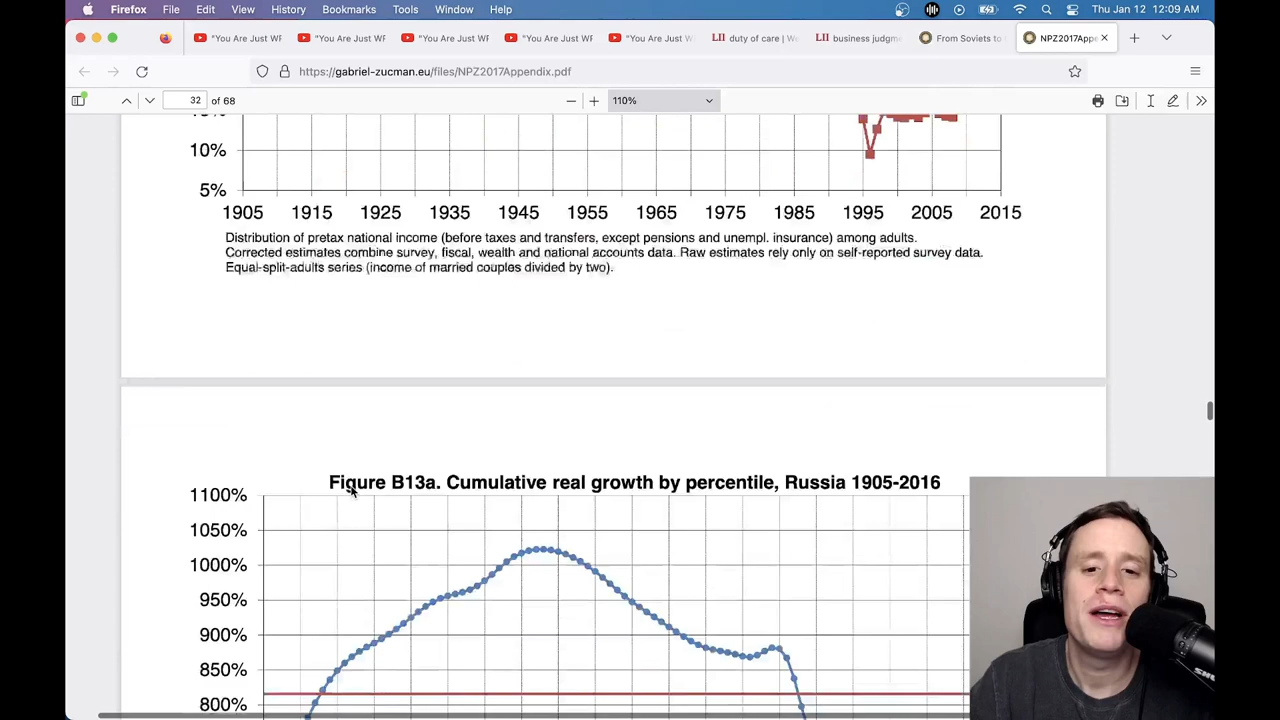 Firefox File Edit View History Bookmarks Tools Window Help Thu Jan 12 12:09 AM
"You Are Just WF "You Are Just WF "You Are Just WF "You Are Just WF "You Are Just W LII duty of care | W LII business judgm From Soviets to NPZ2017Appe
https://gabriel-zucman.eu/files/NPZ2017Appendix.pdf
32 of 68 110%
10%
5%
1905 1915 1925 1935 1945 1955 1965 1975 1985 1995 2005 2015
Distribution of pretax national income (before taxes and transfers, except pensions and unempl. insurance) among adults.
Corrected estimates combine survey, fiscal, wealth and national accounts data. Raw estimates rely only on self-reported survey data.
Equal-split-adults series (income of married couples divided by two).
Figure B13a. Cumulative real growth by percentile, Russia 1905-2016
1100%
1050%
1000%
950%
900%
850%
800%